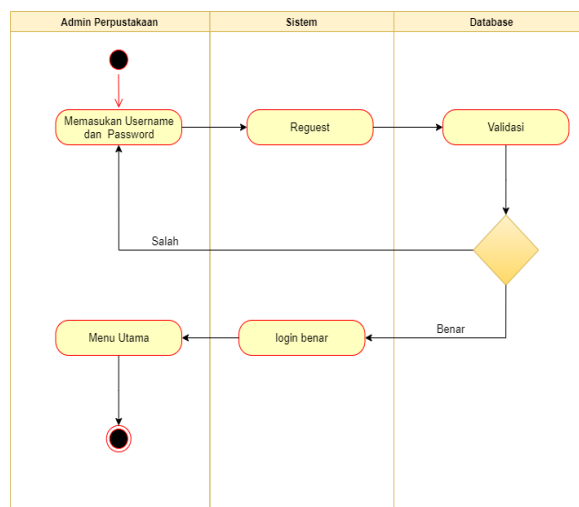 Admin Perpustakaan
Sistem
Database
Memasukan Username
dan Password
Reguest
Validasi
Salah
Benar
Menu Utama
login benar